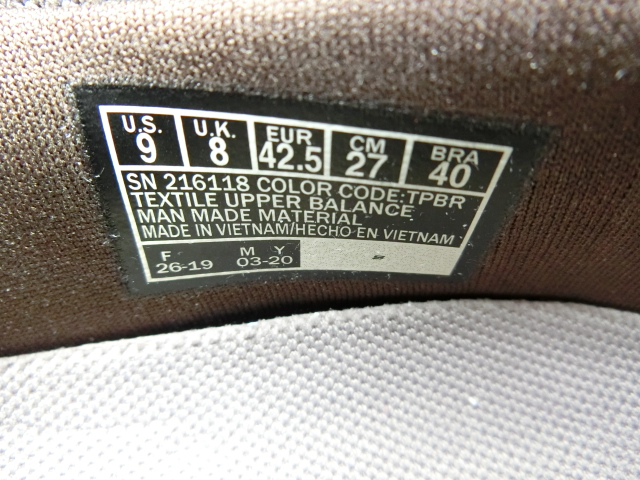 U.S. U.K. EUR CM BRA
9 8 42.5 27 40
SN 216118 COLOR CODE:TPBR
TEXTILE UPPER BALANCE
MAN MADE MATERIAL
MADE IN VIETNAM/HECHO EN VIETNAM
F M Y
26-19 03-20